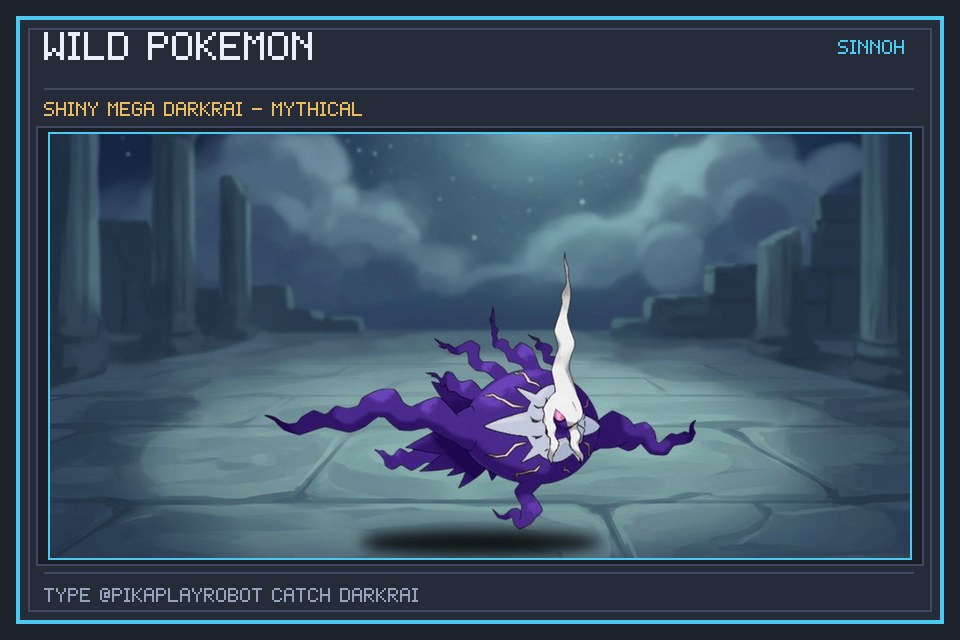 WILD POKEMON
SINNOH
SHINY MEGA DARKRAI - MYTHICAL
TYPE @PIKAPLAYROBOT CATCH DARKRAI